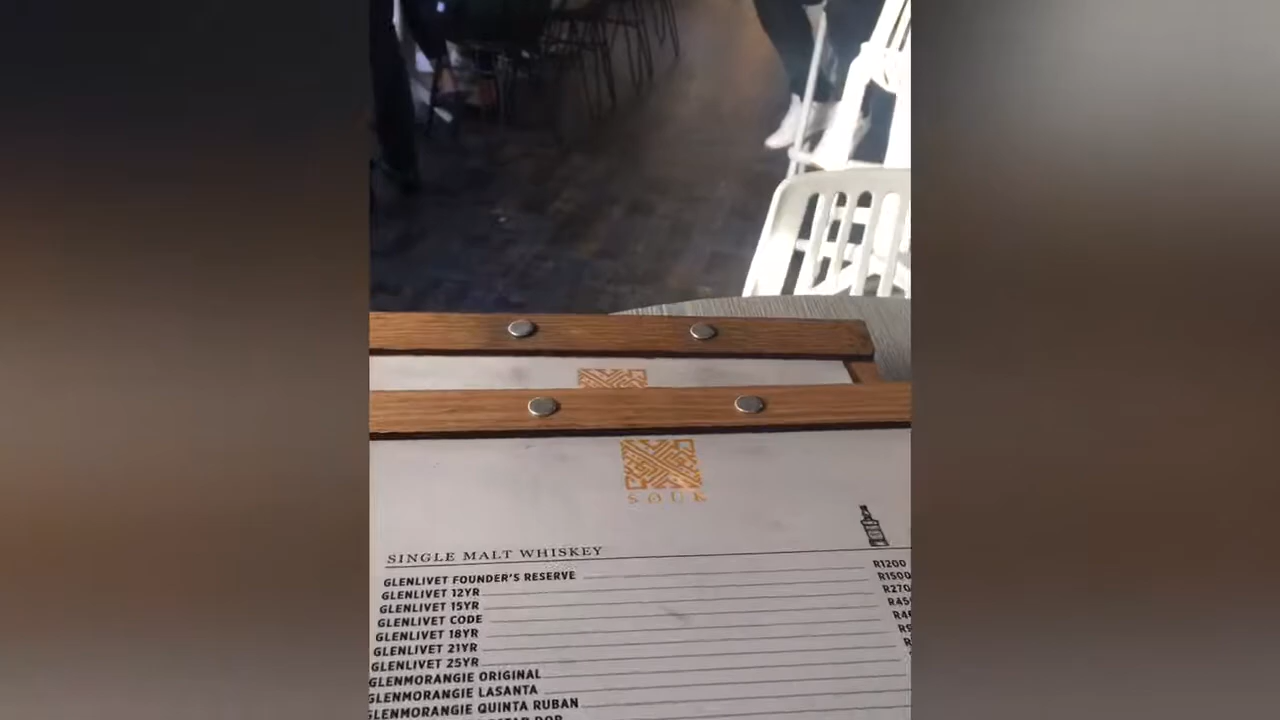 SOUK
SINGLE MALT WHISKEY
GLENLIVET FOUNDER'S RESERVE R1200
GLENLIVET 12YR R1500
GLENLIVET 15YR
GLENLIVET CODE
GLENLIVET 18YR
GLENLIVET 21YR
GLENLIVET 25YR
GLENMORANGIE ORIGINAL
GLENMORANGIE LASANTA
GLENMORANGIE QUINTA RUBAN